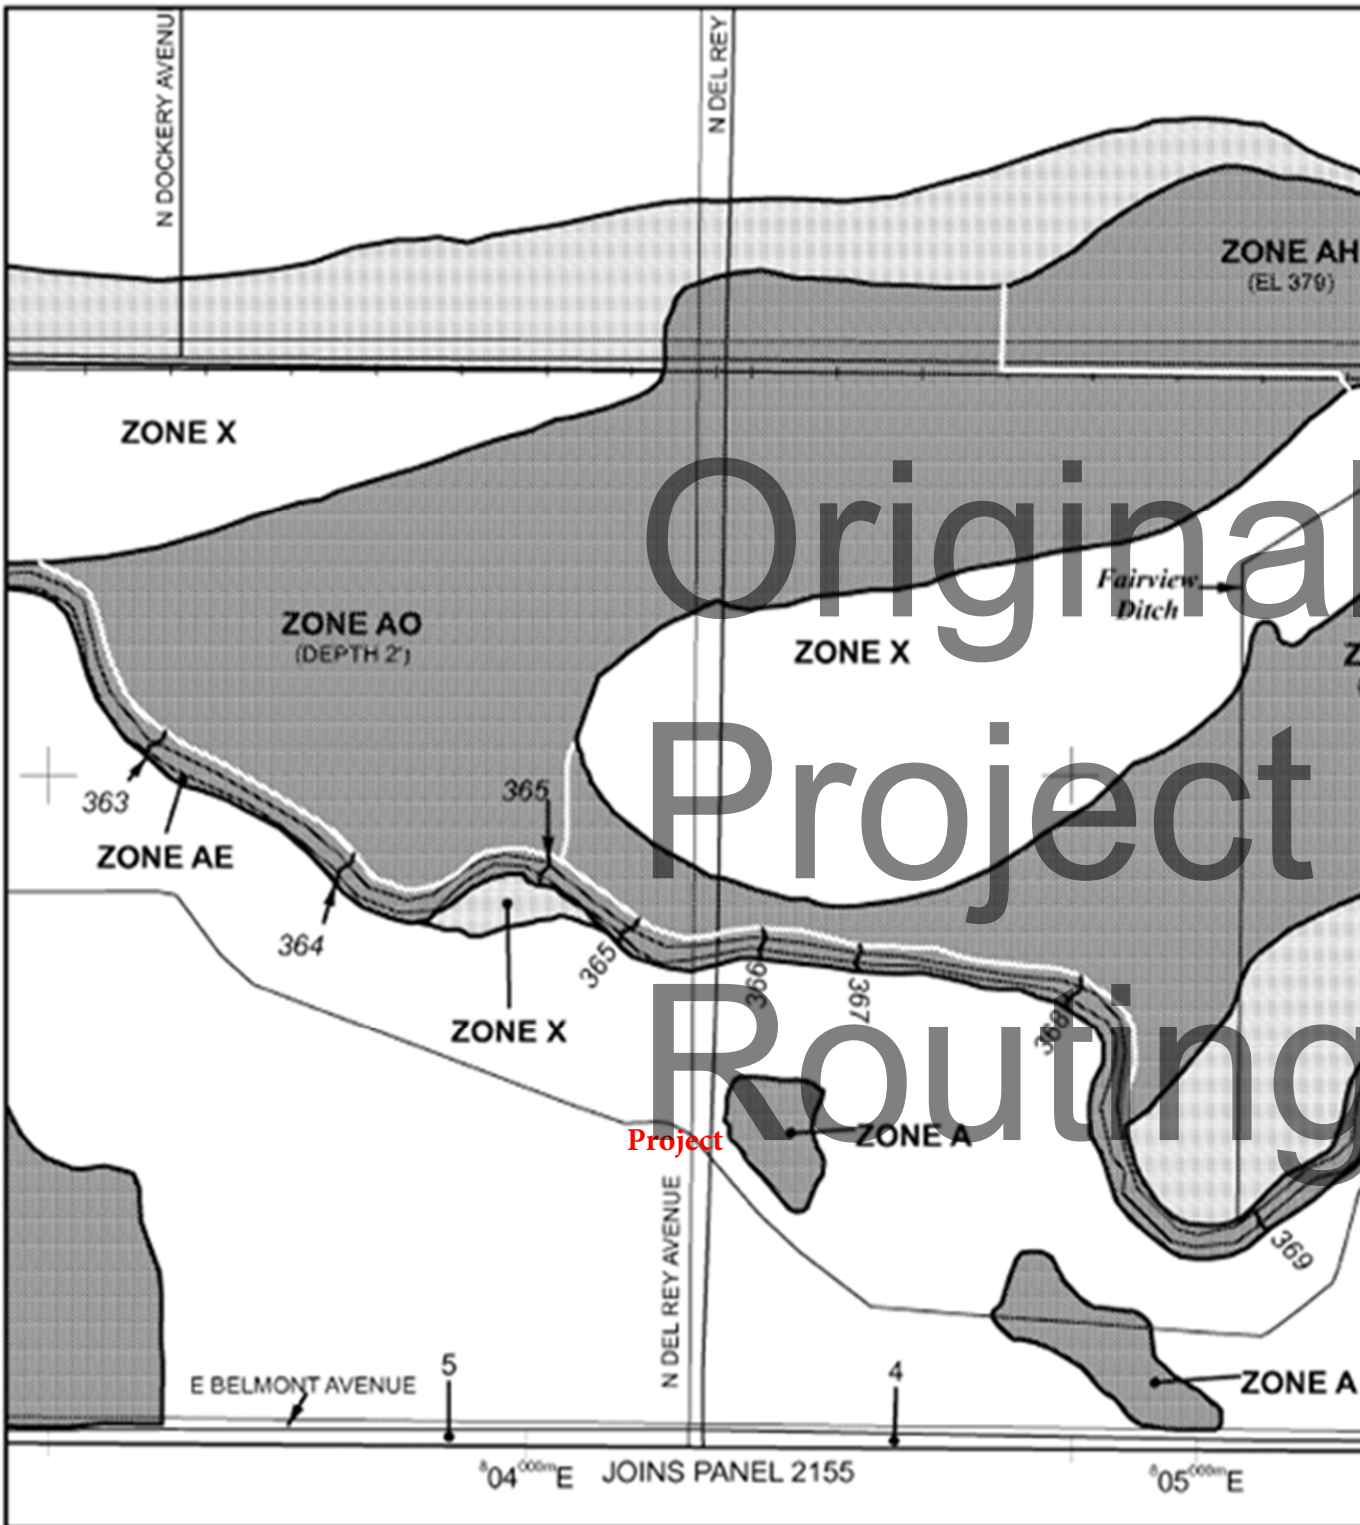 N DOCKERY AVENU
N DEL REY
ZONE AH
(EL 379)
ZONE X
Original
Fairview
Ditch
ZONE AO
(DEPTH 2')
ZONE X
Z
Project
363
365
ZONE AE
364
365
366
367
368
ZONE X
Routing
Project
ZONE A
N DEL REY AVENUE
369
5
4
E BELMONT AVENUE
ZONE A
804000mE
JOINS PANEL 2155
805000mE